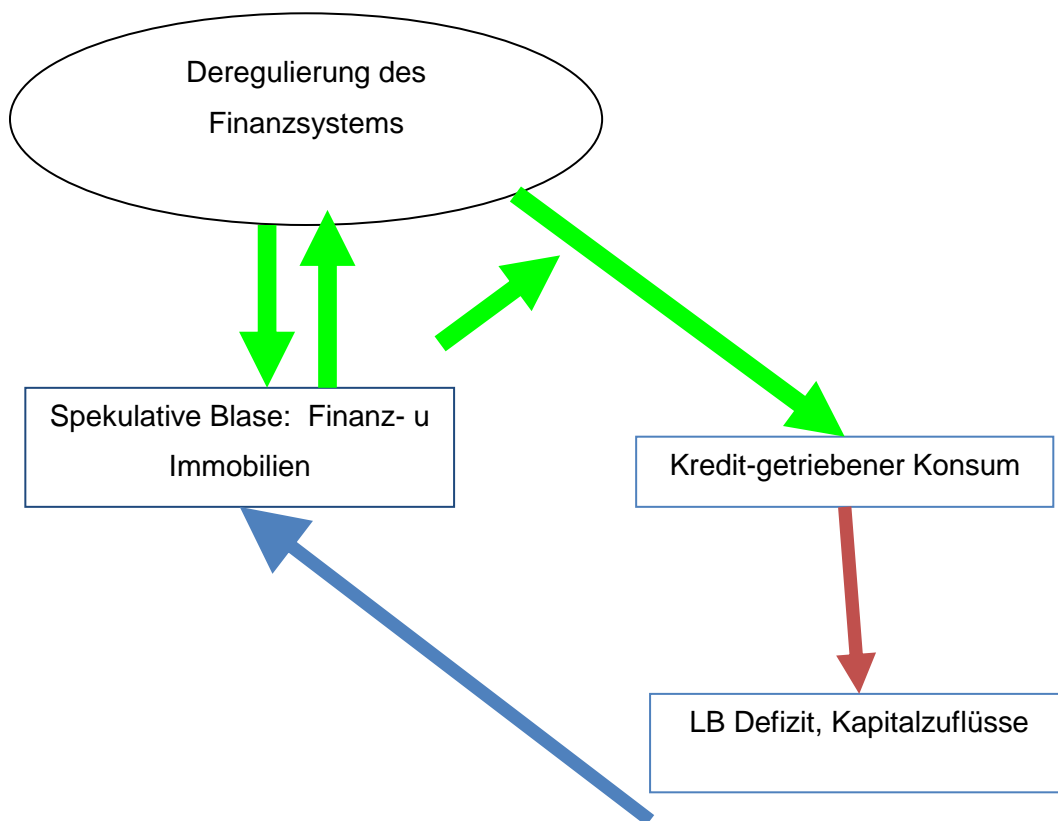 Deregulierung des
Finanzsystems
Spekulative Blase:  Finanz- u
Immobilien
Kredit-getriebener Konsum
LB Defizit, Kapitalzuflüsse